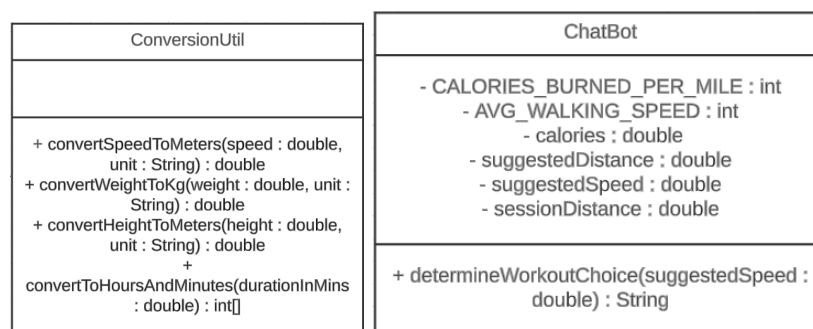 ConversionUtil
+ convertSpeedToMeters(speed : double,
unit : String) : double
+ convertWeightToKg(weight : double, unit :
String) : double
+ convertHeightToMeters(height : double,
unit : String) : double
+
convertToHoursAndMinutes(durationInMins
: double) : int[]
ChatBot
- CALORIES_BURNED_PER_MILE : int
- AVG_WALKING_SPEED : int
- calories : double
- suggestedDistance : double
- suggestedSpeed : double
- sessionDistance : double
+ determineWorkoutChoice(suggestedSpeed :
double) : String